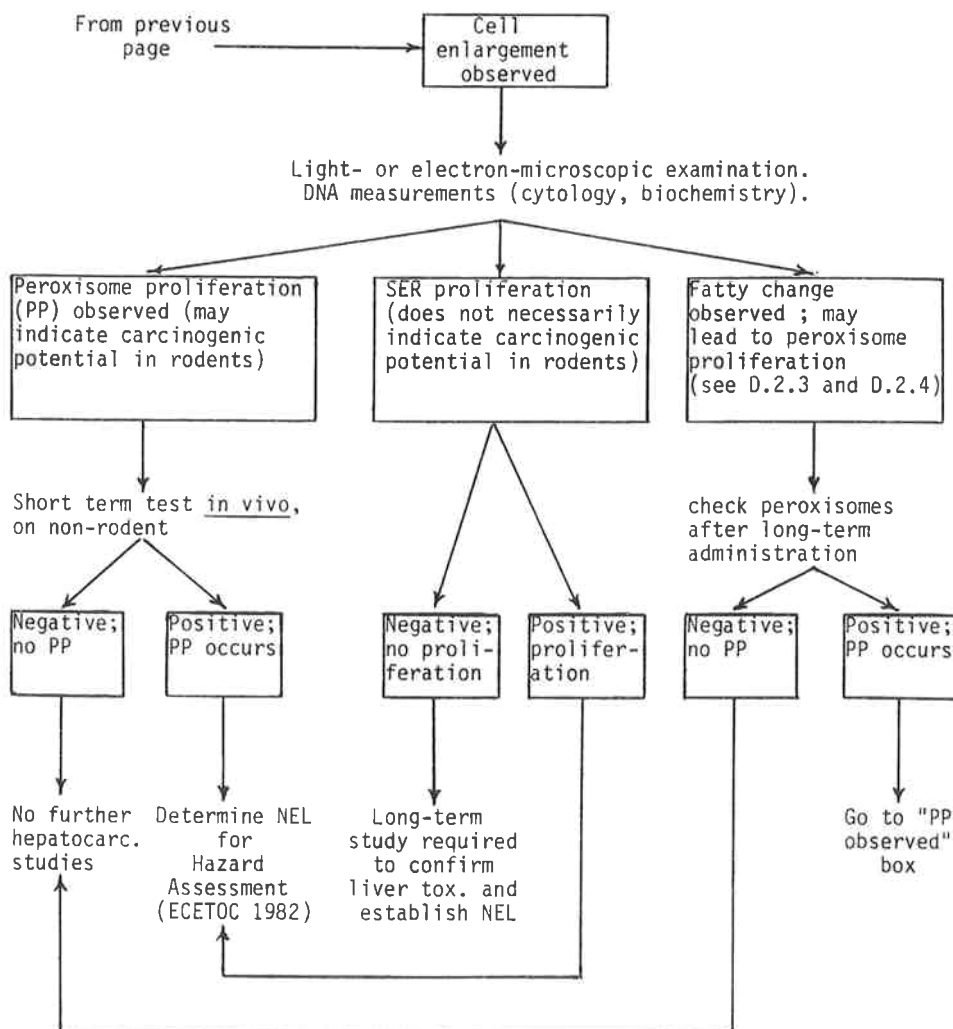 From previous
page
Cell
enlargement
observed
Light- or electron-microscopic examination.
DNA measurements (cytology, biochemistry).
Peroxisome proliferation
(PP) observed (may
indicate carcinogenic
potential in rodents)
SER proliferation
(does not necessarily
indicate carcinogenic
potential in rodents)
Fatty change
observed ; may
lead to peroxisome
proliferation
(see D.2.3 and D.2.4)
Short term test in vivo,
on non-rodent
check peroxisomes
after long-term
administration
Negative;
no PP
Positive;
PP occurs
Negative;
no proli-
feration
Positive;
prolifer-
ation
Negative;
no PP
Positive;
PP occurs
No further
hepatocarc.
studies
Determine NEL
for
Hazard
Assessment
(ECETOC 1982)
Long-term
study required
to confirm
liver tox. and
establish NEL
Go to "PP
observed"
box